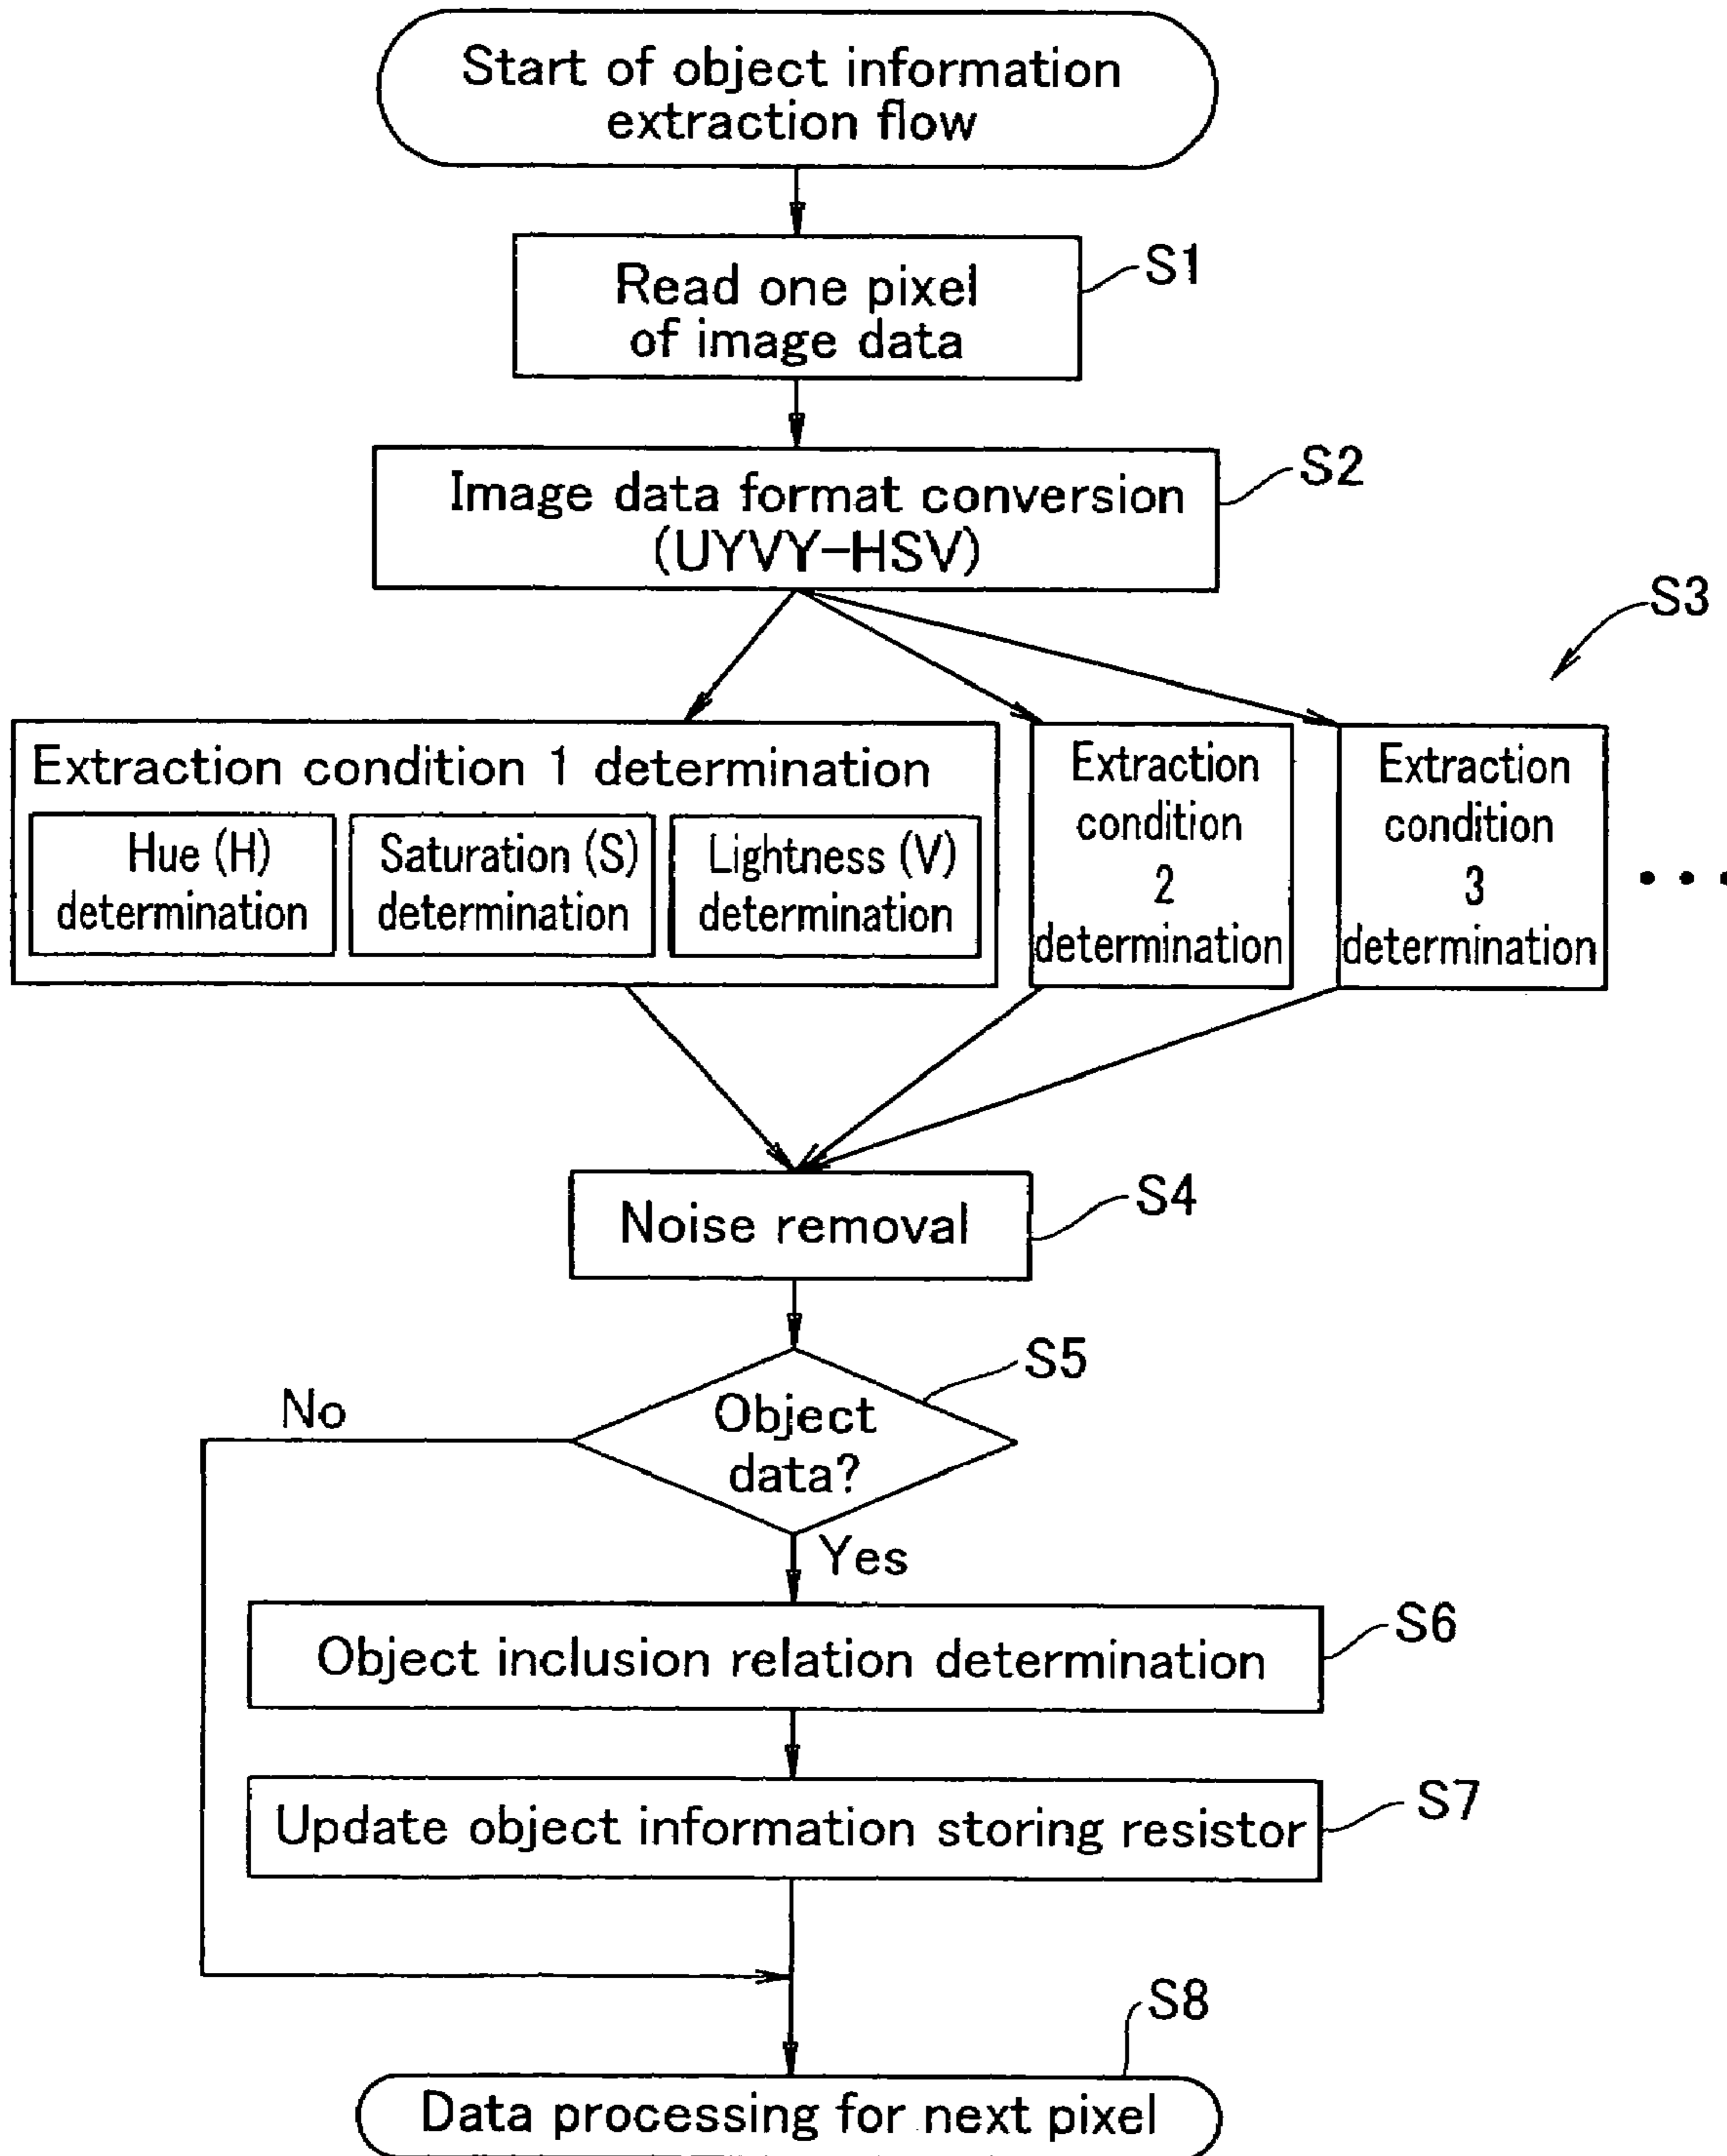 Start of object information
extraction flow
S1
Read one pixel
of image data
S2
Image data format conversion
(UYVY-HSV)
S3
Extraction condition 1 determination
Hue (H)
determination
Saturation (S)
determination
Lightness (V)
determination
Extraction
condition
2
determination
Extraction
condition
3
determination
• • •
S4
Noise removal
S5
No
Object
data?
Yes
S6
Object inclusion relation determination
S7
Update object information storing resistor
S8
Data processing for next pixel